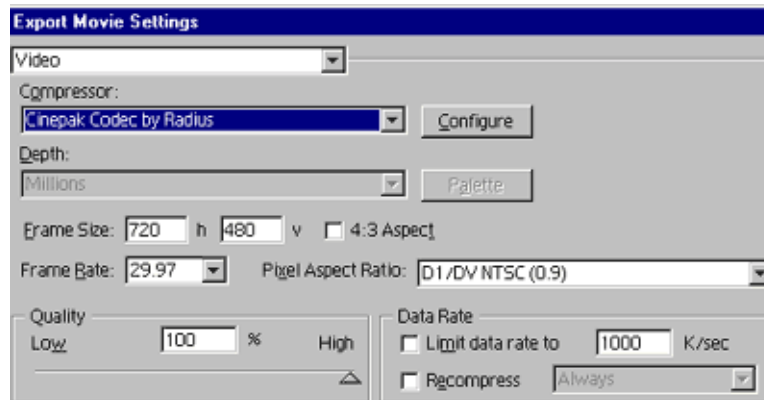 Export Movie Settings
Video
Compressor:
Cinepak Codec by Radius Configure
Depth:
Millions Palette
Frame Size: 720 h 480 v 4:3 Aspect
Frame Rate: 29.97 Pixel Aspect Ratio: D1/DV NTSC (0.9)
Quality Data Rate
Low 100 % High Limit data rate to 1000 K/sec
Recompress Always